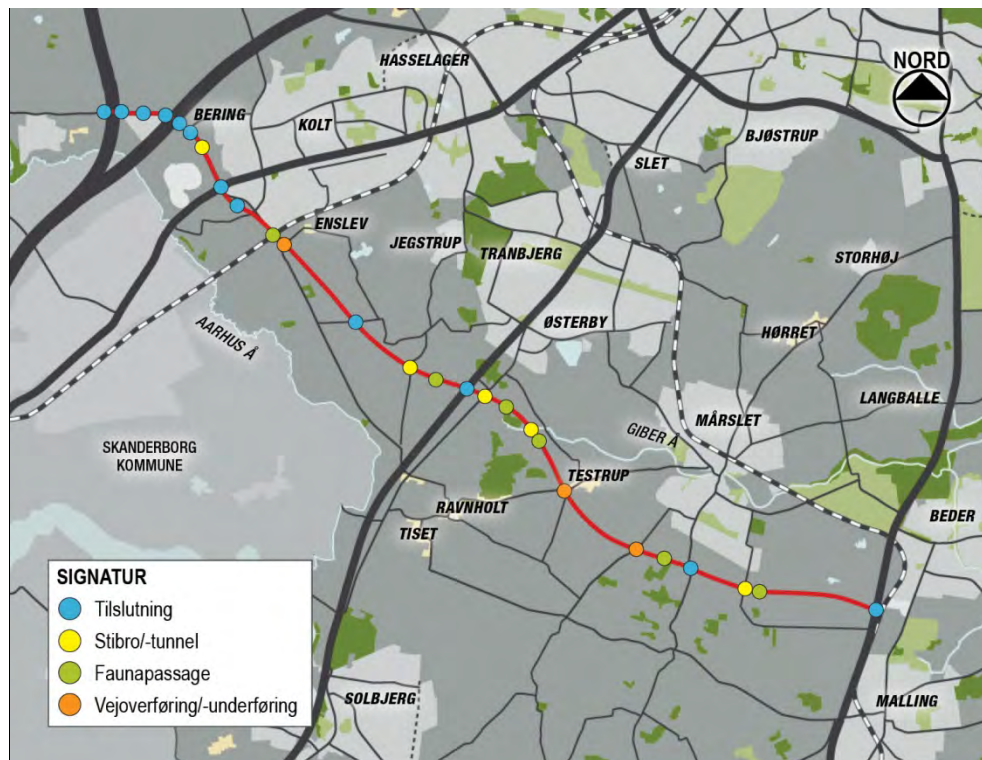 HASSELAGER
NORD
BERING
KOLT
BJØSTRUP
SLET
ENSLEV
JEGSTRUP
TRANBJERG
STORHØJ
AARHUS Å
ØSTERBY
HØRRET
LANGBALLE
MÅRSLET
GIBER Å
SKANDERBORG
KOMMUNE
TESTRUP
RAVNHOLT
TISET
BEDER
SIGNATUR
Tilslutning
Stibro/-tunnel
Faunapassage
Vejoverføring/-underføring
SOLBJERG
MALLING